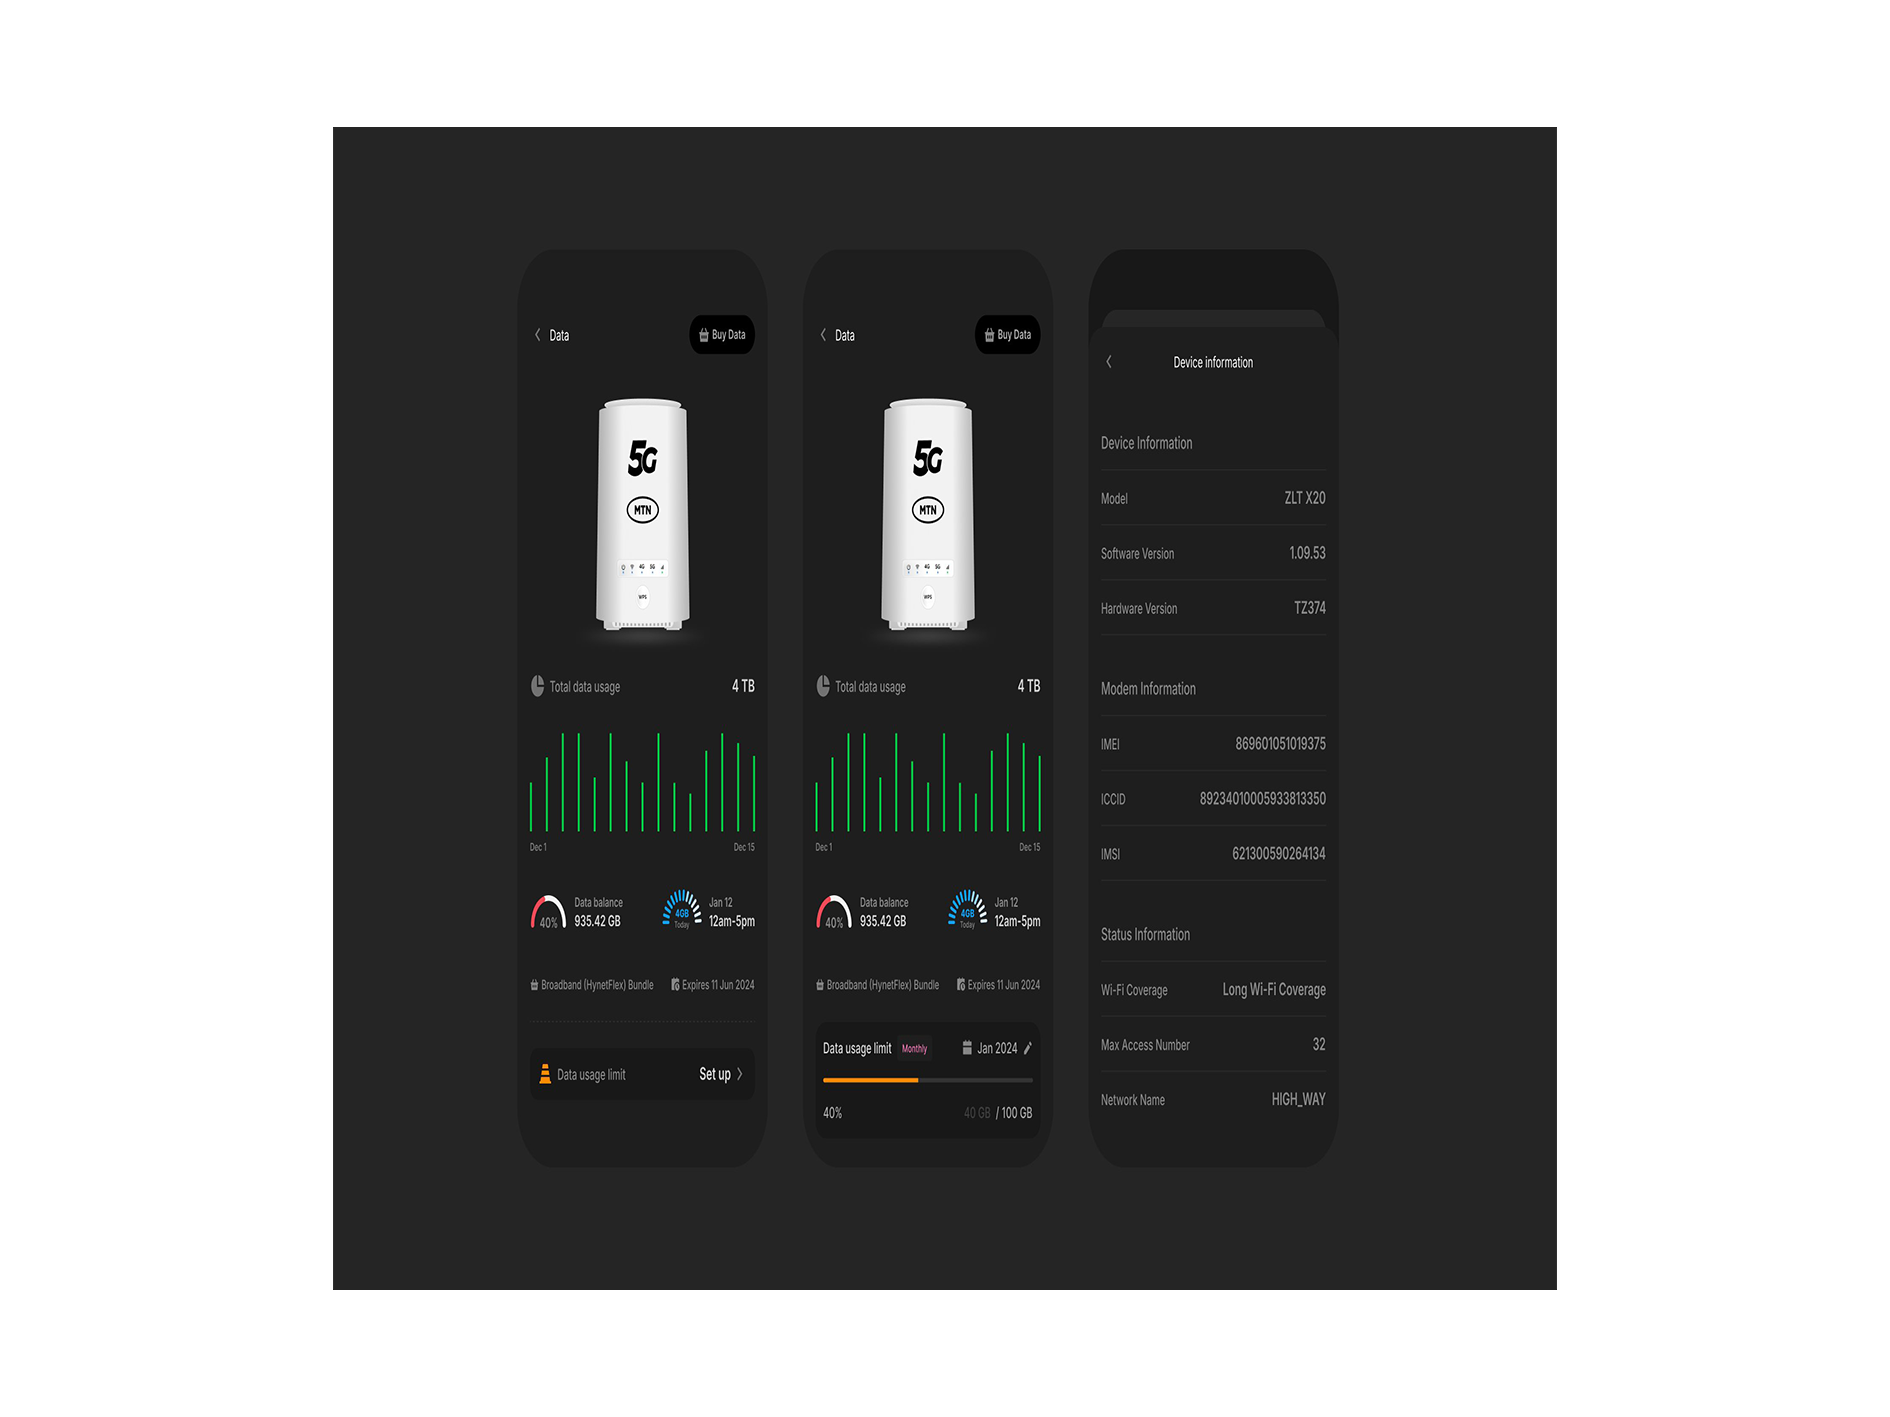 Data
Buy Data
5G
MTN
4G 5G
WPS
Total data usage 4 TB
Dec 1 Dec 15
40%
Data balance
935.42 GB
4GB
Today
Jan 12
12am-5pm
Broadband (HynetFlex) Bundle Expires 11 Jun 2024
Data usage limit Set up
Data
Buy Data
5G
MTN
4G 5G
WPS
Total data usage 4 TB
Dec 1 Dec 15
40%
Data balance
935.42 GB
4GB
Today
Jan 12
12am-5pm
Broadband (HynetFlex) Bundle Expires 11 Jun 2024
Data usage limit Monthly Jan 2024
40% 40 GB / 100 GB
Device information
Device Information
Model ZLT X20
Software Version 1.09.53
Hardware Version TZ374
Modem Information
IMEI 869601051019375
ICCID 89234010005933813350
IMSI 621300590264134
Status Information
Wi-Fi Coverage Long Wi-Fi Coverage
Max Access Number 32
Network Name HIGH_WAY